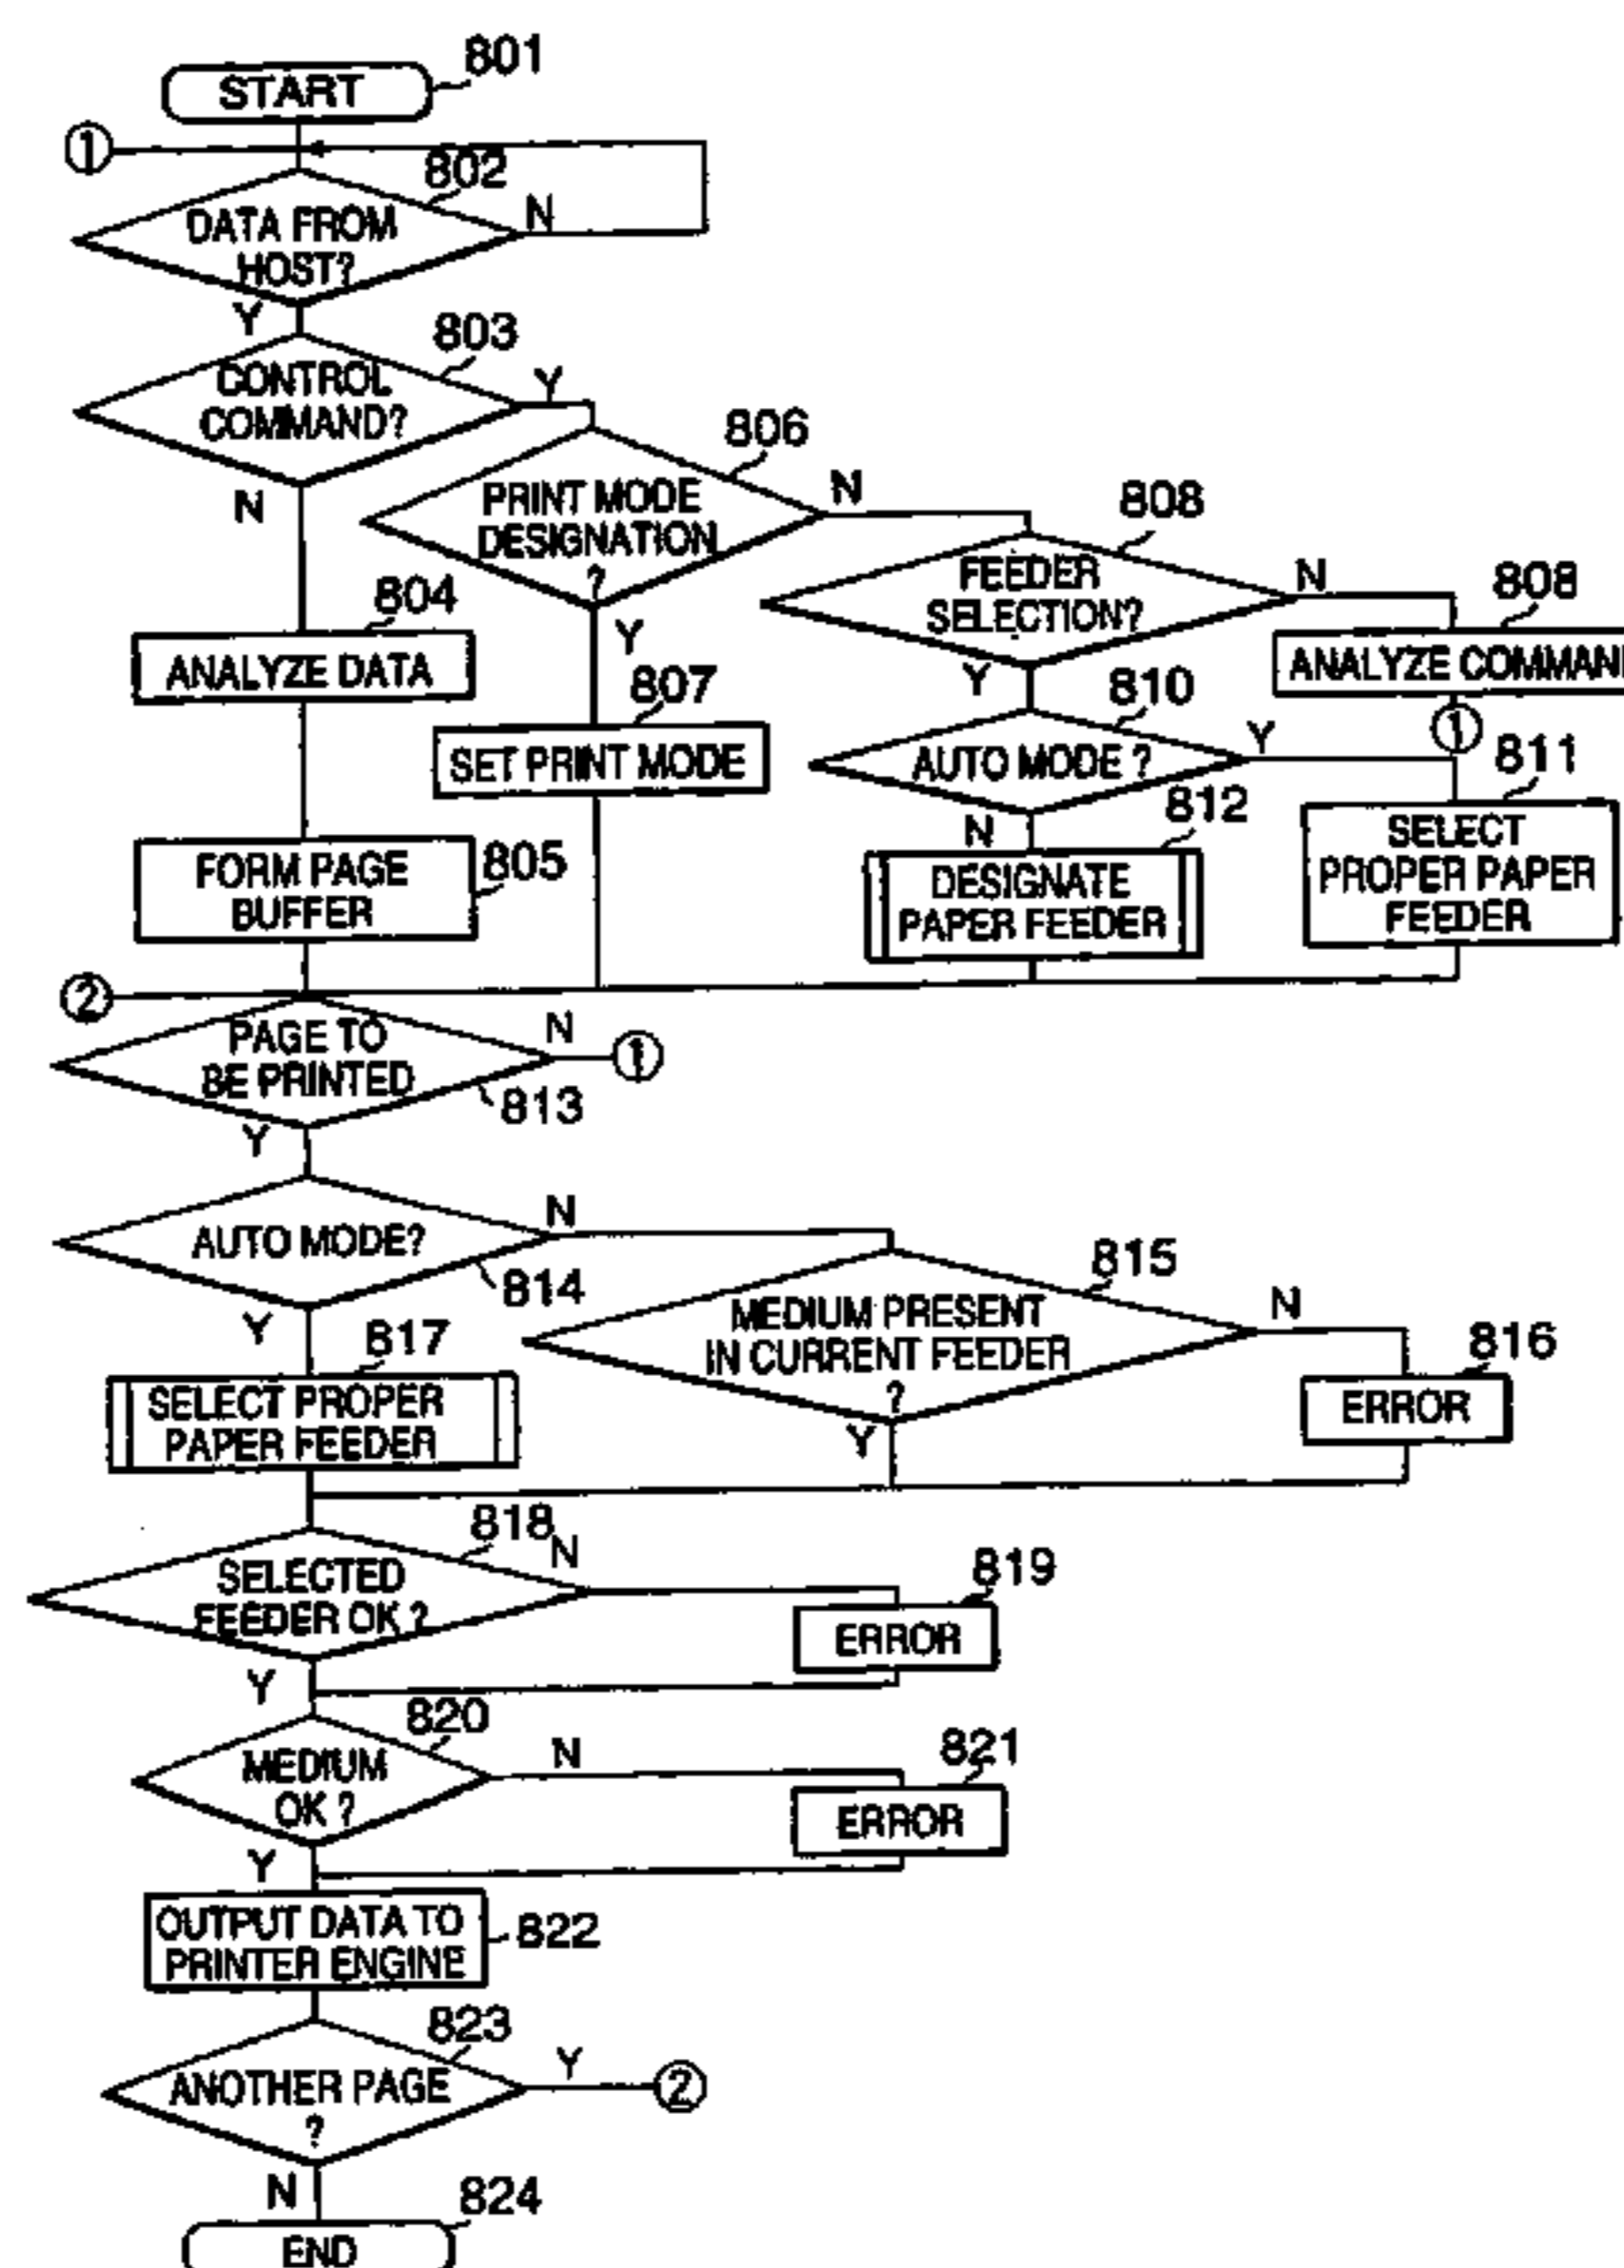 801
START
①
802
DATA FROM
HOST?
N
Y
803
CONTROL
COMMAND?
Y
N
806
PRINT MODE
DESIGNATION
?
N
Y
808
FEEDER
SELECTION?
N
Y
808
ANALYZE COMMAN
①
804
ANALYZE DATA
807
SET PRINT MODE
810
AUTO MODE ?
Y
N
811
SELECT
PROPER PAPER
FEEDER
812
DESIGNATE
PAPER FEEDER
FORM PAGE
BUFFER
805
②
PAGE TO
BE PRINTED
N
①
813
Y
AUTO MODE?
N
814
Y
815
MEDIUM PRESENT
IN CURRENT FEEDER
?
N
Y
816
ERROR
817
SELECT PROPER
PAPER FEEDER
818
SELECTED
FEEDER OK ?
N
Y
819
ERROR
820
MEDIUM
OK ?
N
Y
821
ERROR
OUTPUT DATA TO
PRINTER ENGINE
822
823
ANOTHER PAGE
?
Y
②
N
824
END